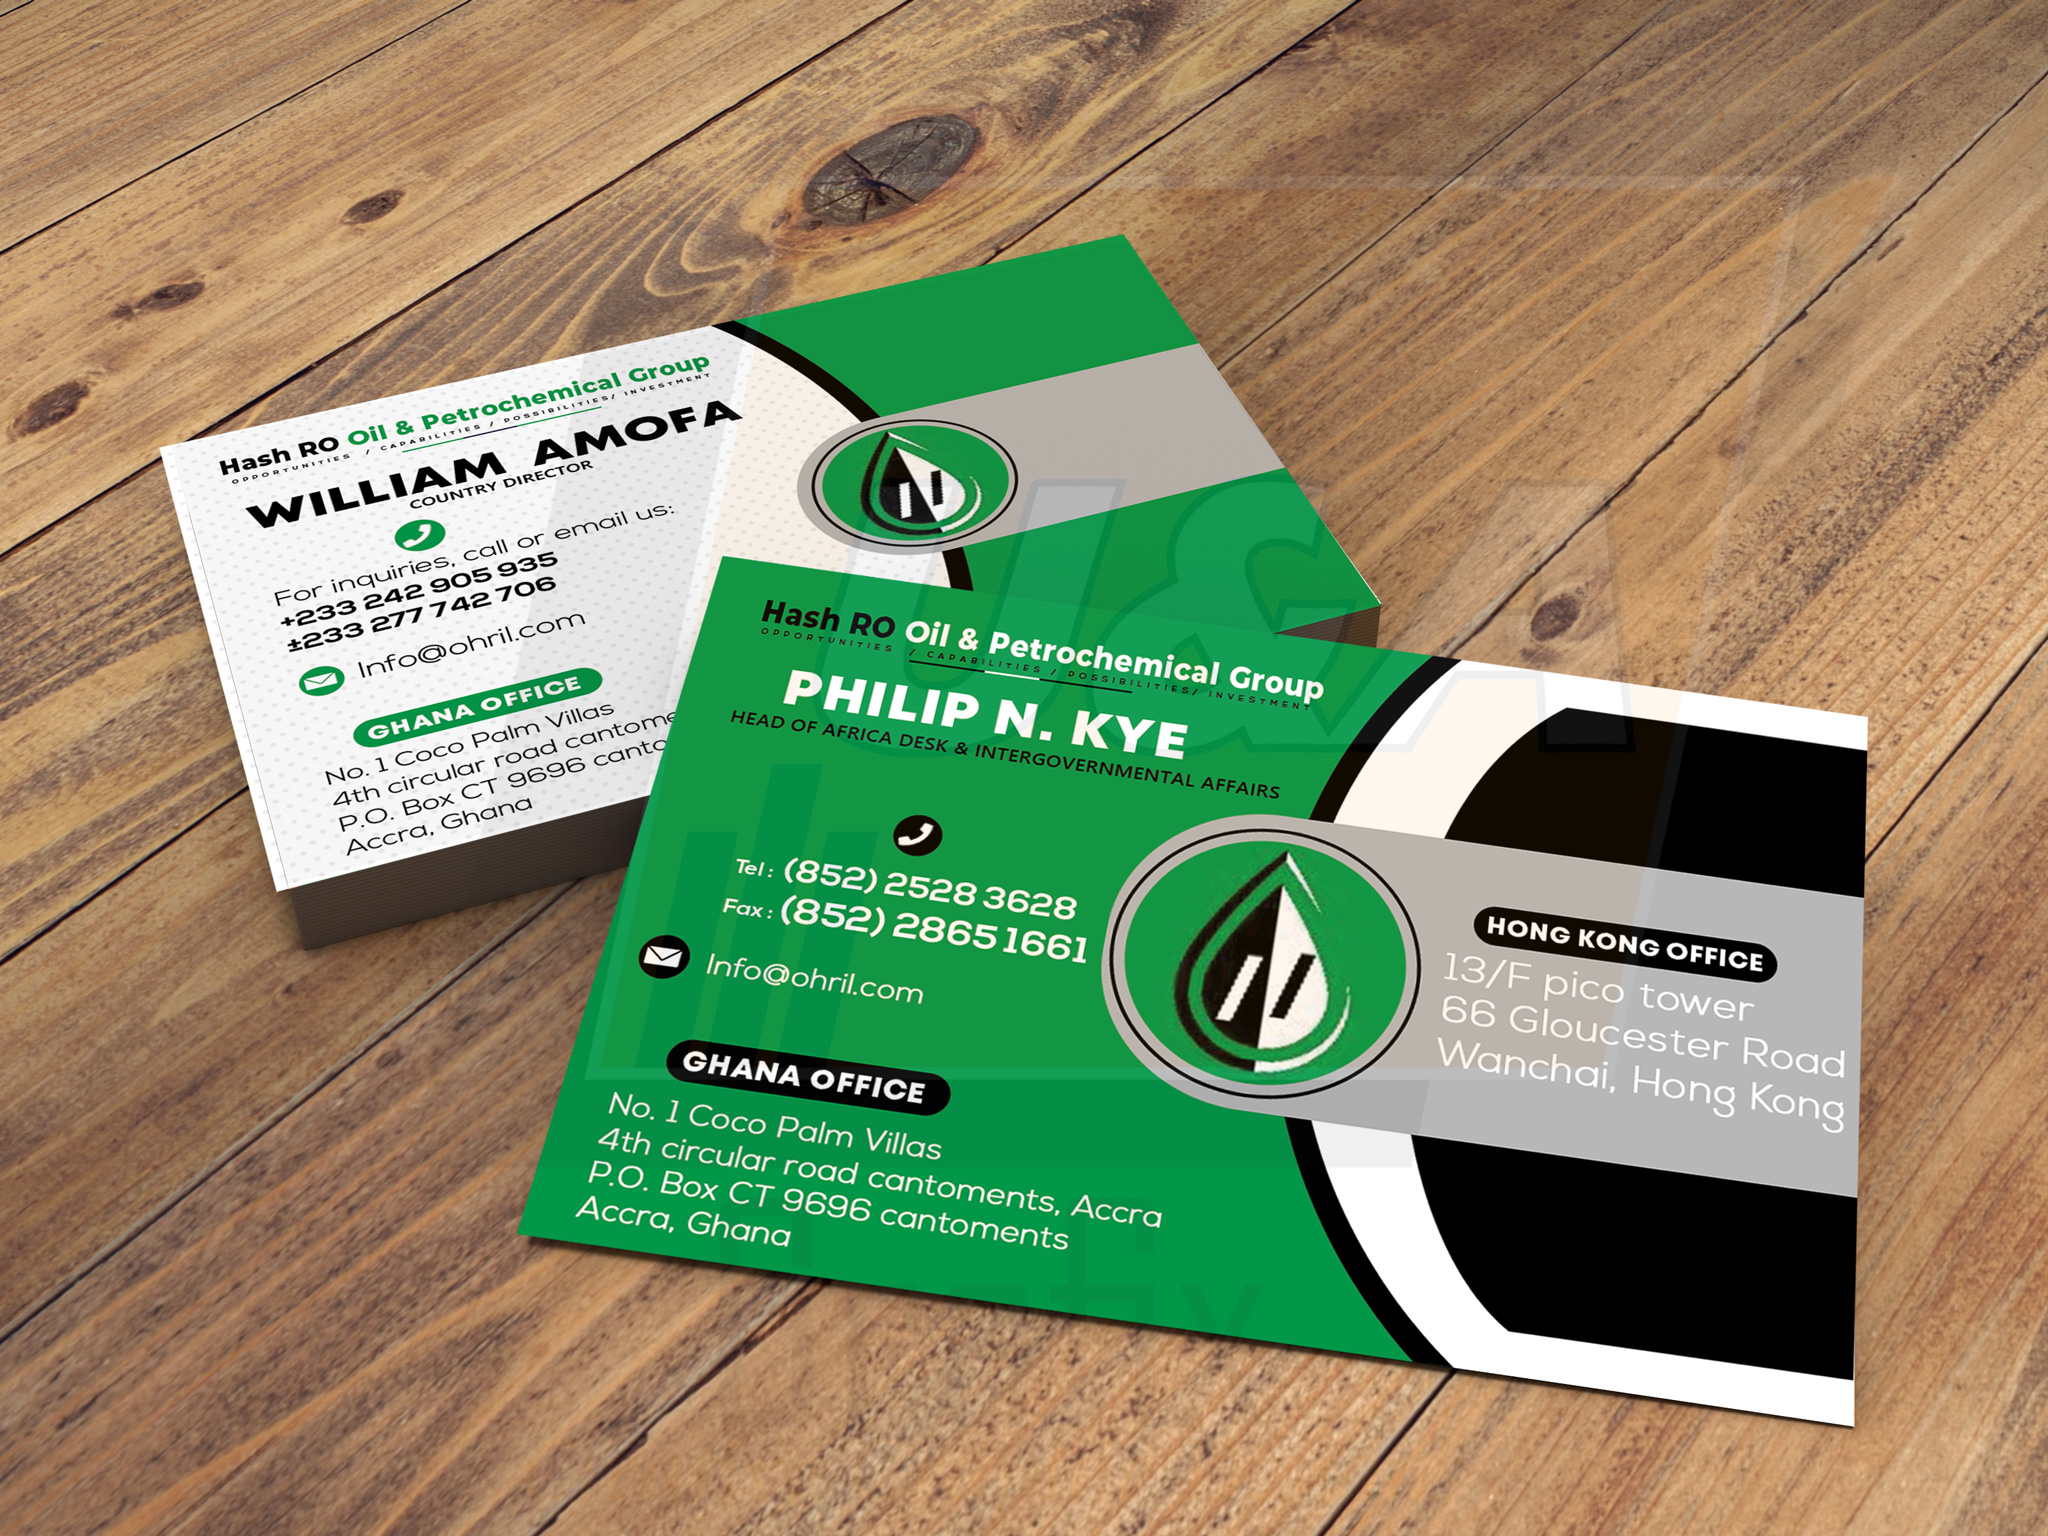 Hash RO Oil & Petrochemical Group
OPPORTUNITIES / CAPABILITIES / POSSIBILITIES/ INVESTMENT
WILLIAM AMOFA
COUNTRY DIRECTOR
For inquiries, call or email us:
+233 242 905 935
±233 277 742 706
Info@ohril.com
GHANA OFFICE
No. 1 Coco Palm Villas
4th circular road cantome
P.O. Box CT 9696 canto
Accra, Ghana
Hash RO Oil & Petrochemical Group
OPPORTUNITIES / CAPABILITIES / POSSIBILITIES/ INVESTMENT
PHILIP N. KYE
HEAD OF AFRICA DESK & INTERGOVERNMENTAL AFFAIRS
Tel : (852) 2528 3628
Fax : (852) 2865 1661
Info@ohril.com
GHANA OFFICE
No. 1 Coco Palm Villas
4th circular road cantoments, Accra
P.O. Box CT 9696 cantoments
Accra, Ghana
HONG KONG OFFICE
13/F pico tower
66 Gloucester Road
Wanchai, Hong Kong
U&A